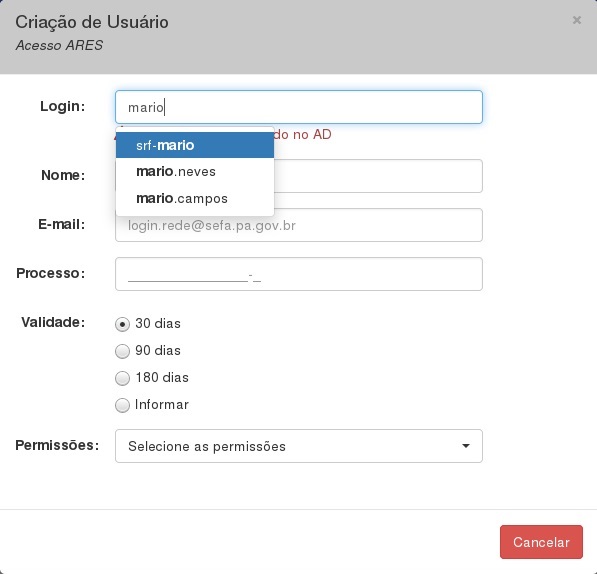 Criação de Usuário
×
Acesso ARES
Login:
mario
do no AD
srf-mario
mario.neves
mario.campos
Nome:
E-mail:
login.rede@sefa.pa.gov.br
Processo:
_______________-_
Validade:
30 dias
90 dias
180 dias
Informar
Permissões:
Selecione as permissões
Cancelar